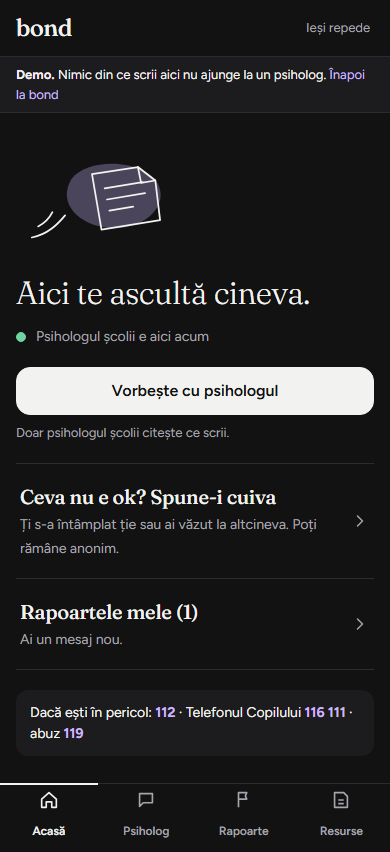 bond
Ieși repede
Demo. Nimic din ce scrii aici nu ajunge la un psiholog. Înapoi
la bond
Aici te ascultă cineva.
Psihologul școlii e aici acum
Vorbește cu psihologul
Doar psihologul școlii citește ce scrii.
Ceva nu e ok? Spune-i cuiva
Ți s-a întâmplat ție sau ai văzut la altcineva. Poți
rămâne anonim.
Rapoartele mele (1)
Ai un mesaj nou.
Dacă ești în pericol: 112 · Telefonul Copilului 116 111 ·
abuz 119
Acasă
Psiholog
Rapoarte
Resurse